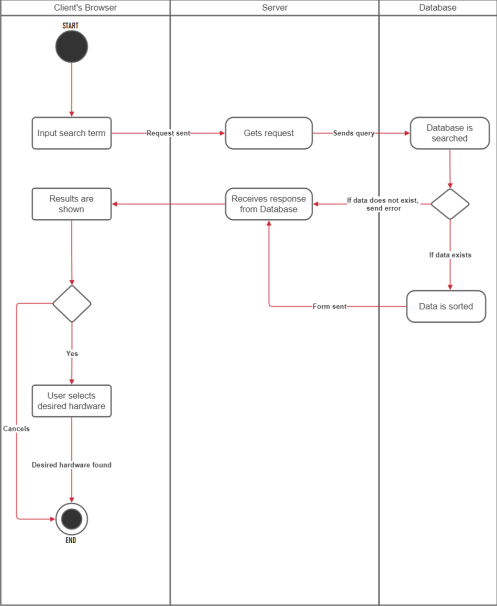 Client's Browser
Server
Database
START
Input search term
Request sent
Gets request
Sends query
Database is
searched
Results are
shown
Receives response
from Database
If data does not exist,
send error
If data exists
Form sent
Data is sorted
Yes
User selects
desired hardware
Cancels
Desired hardware found
END